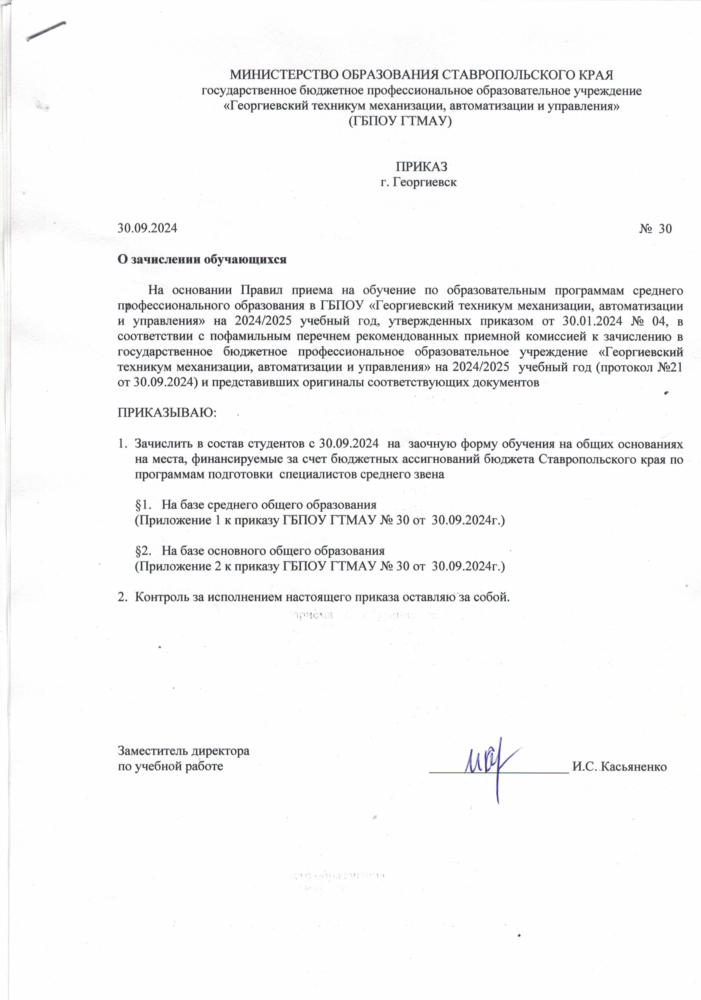 МИНИСТЕРСТВО ОБРАЗОВАНИЯ СТАВРОПОЛЬСКОГО КРАЯ
государственное бюджетное профессиональное образовательное учреждение
«Георгиевский техникум механизации, автоматизации и управления»
(ГБПОУ ГТМАУ)
ПРИКАЗ
г. Георгиевск
30.09.2024 № 30
О зачислении обучающихся
На основании Правил приема на обучение по образовательным программам среднего
профессионального образования в ГБПОУ «Георгиевский техникум механизации, автоматизации
и управления» на 2024/2025 учебный год, утвержденных приказом от 30.01.2024 № 04, в
соответствии с пофамильным перечнем рекомендованных приемной комиссией к зачислению в
государственное бюджетное профессиональное образовательное учреждение «Георгиевский
техникум механизации, автоматизации и управления» на 2024/2025 учебный год (протокол №21
от 30.09.2024) и представивших оригиналы соответствующих документов
ПРИКАЗЫВАЮ:
1. Зачислить в состав студентов с 30.09.2024 на заочную форму обучения на общих основаниях
на места, финансируемые за счет бюджетных ассигнований бюджета Ставропольского края по
программам подготовки специалистов среднего звена
§1. На базе среднего общего образования
(Приложение 1 к приказу ГБПОУ ГТМАУ № 30 от 30.09.2024г.)
§2. На базе основного общего образования
(Приложение 2 к приказу ГБПОУ ГТМАУ № 30 от 30.09.2024г.)
2. Контроль за исполнением настоящего приказа оставляю за собой.
приема
Заместитель директора
по учебной работе И.С. Касьяненко